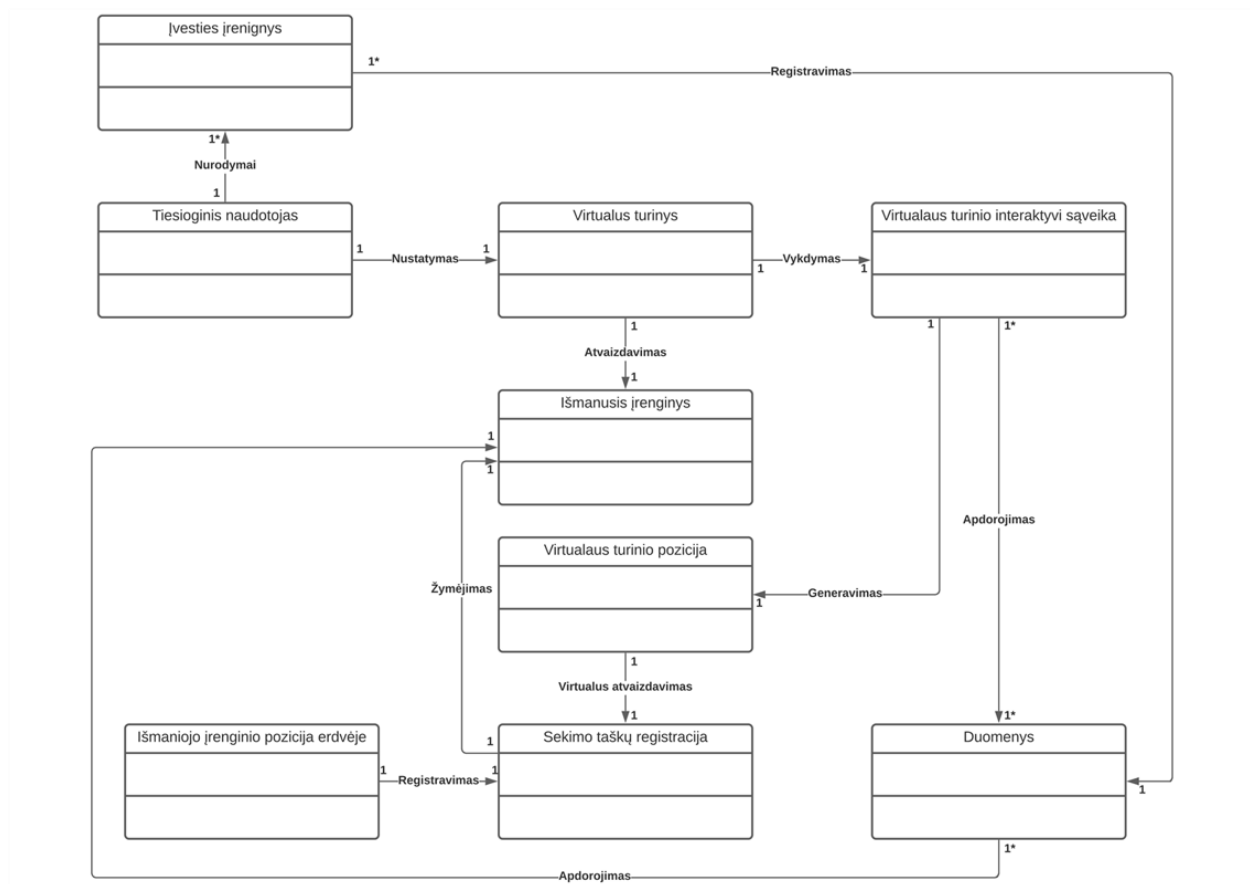 Įvesties įrenignys
1*
Registravimas
1*
Nurodymai
1
Tiesioginis naudotojas
1
Nustatymas
1
Virtualus turinys
1
Vykdymas
1
Virtualaus turinio interaktyvi sąveika
1
Atvaizdavimas
1
1
1*
Išmanusis įrenginys
1
1
Apdorojimas
Virtualaus turinio pozicija
Žymėjimas
Generavimas
1
1
Virtualus atvaizdavimas
1
1*
Išmaniojo įrenginio pozicija erdvėje
1
Sekimo taškų registracija
Duomenys
1
Registravimas
1
1
1*
Apdorojimas